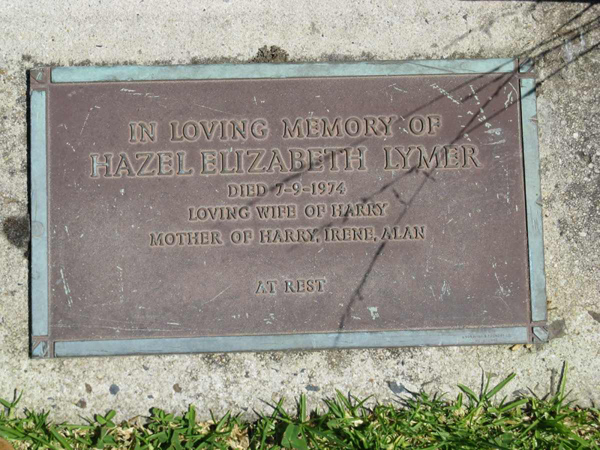 IN LOVING MEMORY OF
HAZEL ELIZABETH LYMER
DIED 7-9-1974
LOVING WIFE OF HARRY
MOTHER OF HARRY, IRENE, ALAN
AT REST